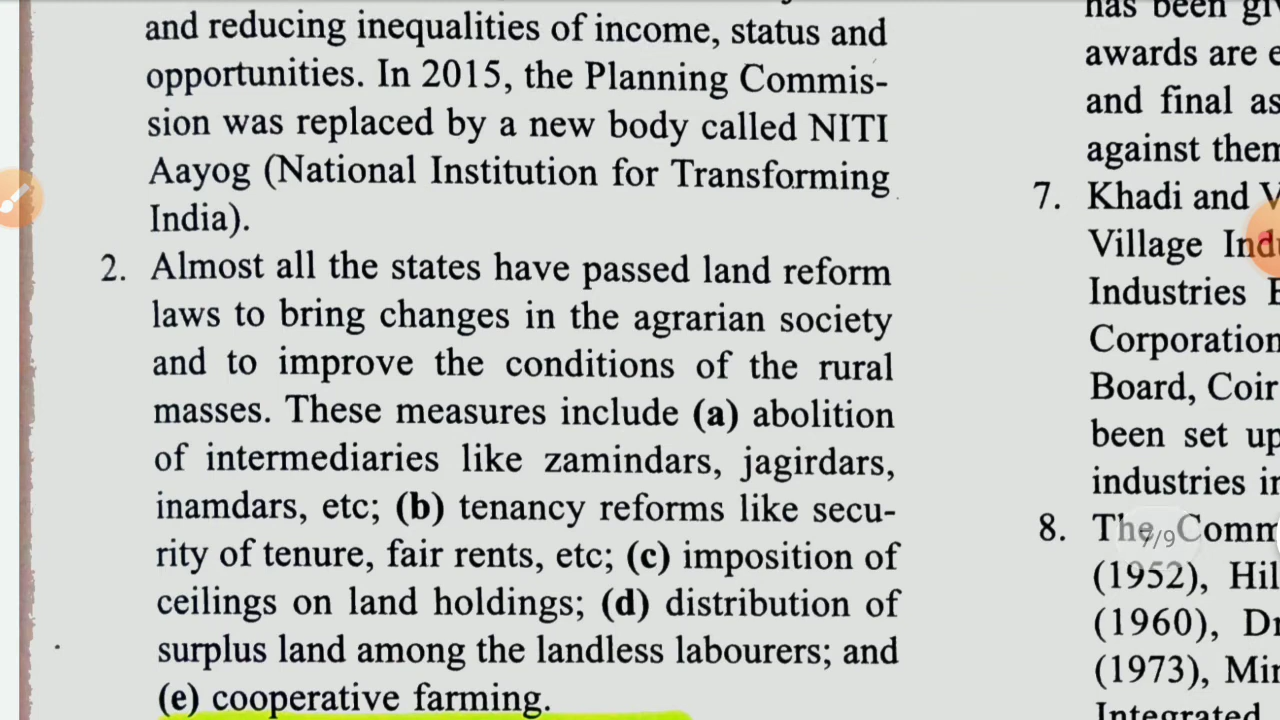 and reducing inequalities of income, status and
opportunities. In 2015, the Planning Commis-
sion was replaced by a new body called NITI
Aayog (National Institution for Transforming
India).
2. Almost all the states have passed land reform
laws to bring changes in the agrarian society
and to improve the conditions of the rural
masses. These measures include (a) abolition
of intermediaries like zamindars, jagirdars,
inamdars, etc; (b) tenancy reforms like secu-
rity of tenure, fair rents, etc; (c) imposition of
ceilings on land holdings; (d) distribution of
surplus land among the landless labourers; and
(e) cooperative farming.
has been
awards are
and final as
against them
7. Khadi and
Village
Industries
Corporation
Board, Coir
been set up
industries in
8. The Comm
(1952), Hil
(1960),
(1973),
Integrated
9/9